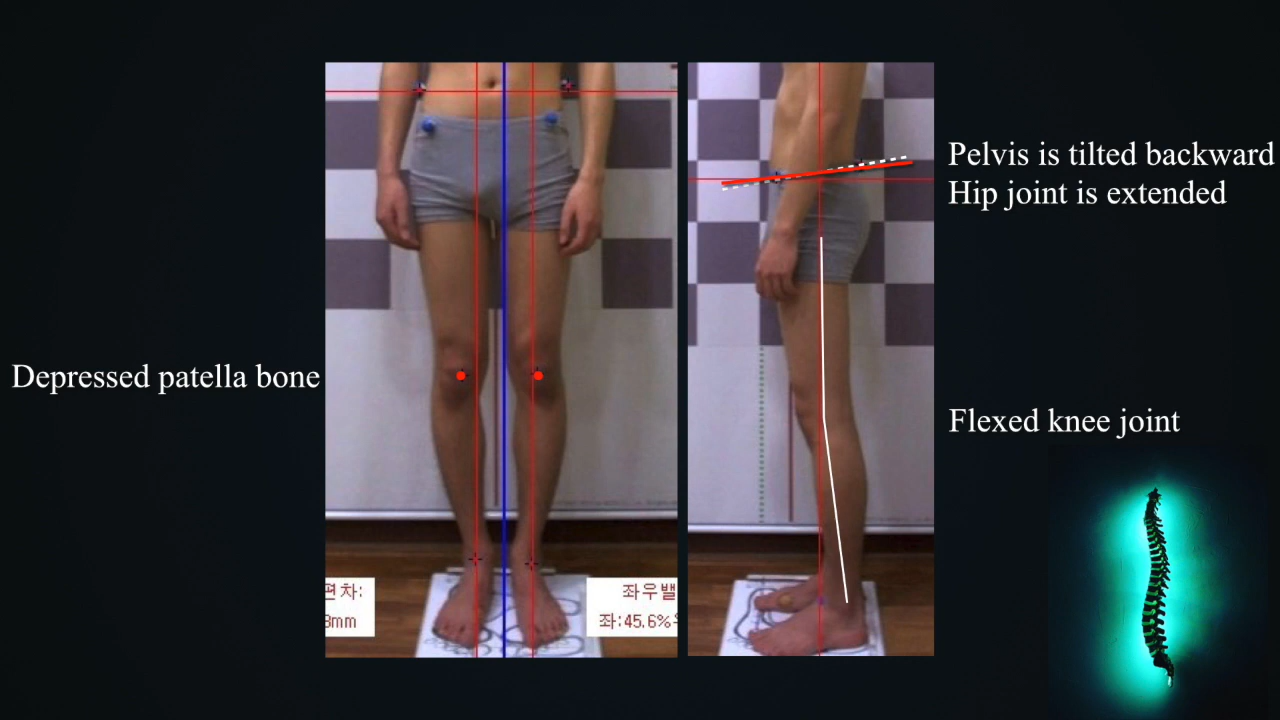 Pelvis is tilted backward
Hip joint is extended
Depressed patella bone
Flexed knee joint
편차:
좌우밸
3mm
좌:45.6%